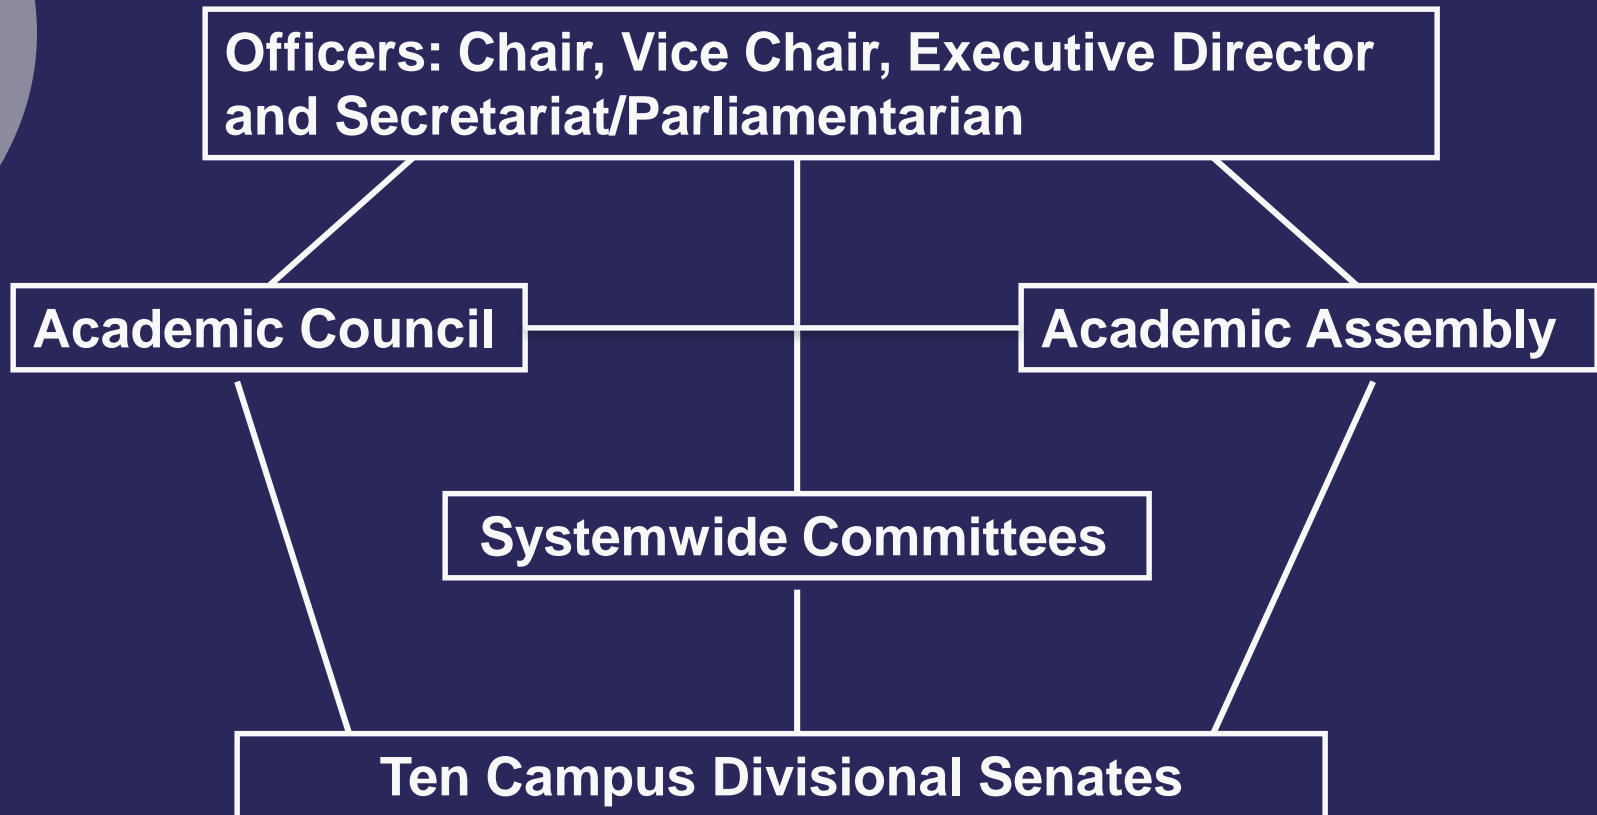 Officers: Chair, Vice Chair, Executive Director
and Secretariat/Parliamentarian
Academic Council
Academic Assembly
Systemwide Committees
Ten Campus Divisional Senates